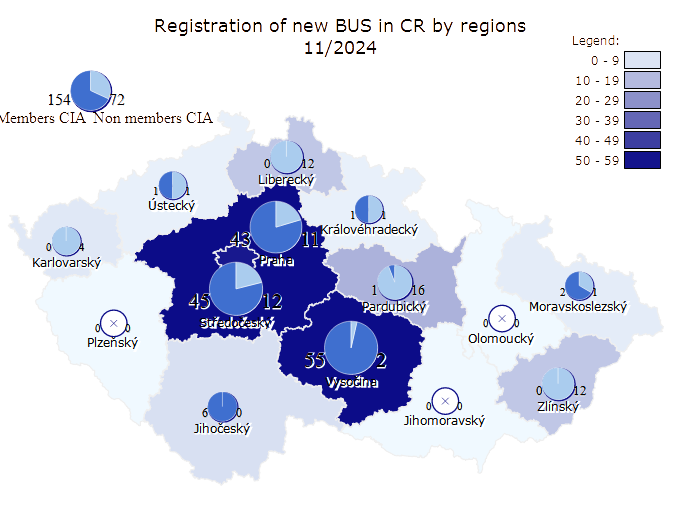 Registration of new BUS in CR by regions
11/2024
Legend:
0 - 9
10 - 19
20 - 29
30 - 39
40 - 49
50 - 59
154 72
Members CIA Non members CIA
0 12
Liberecký
1 1
Ústecký
1 1
Královéhradecký
43 11
Praha
0 4
Karlovarský
45 12
Středočeský
1 16
Pardubický
2 1
Moravskoslezský
0 0
Plzeňský
0 0
Olomoucký
55 2
Vysočina
0 12
Zlínský
6 0
Jihočeský
0 0
Jihomoravský